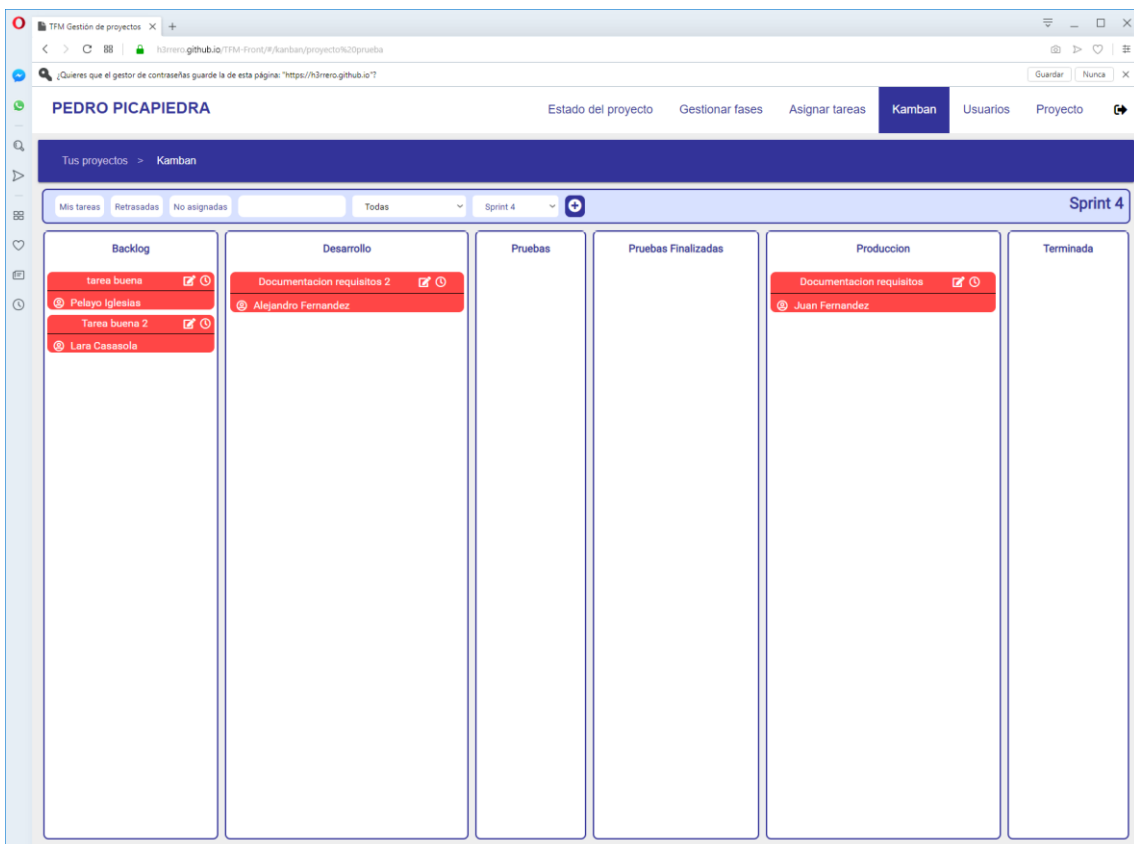 TFM Gestión de proyectos
h3rrero.github.io/TFM-Front/#/kanban/proyecto%20prueba
¿Quieres que el gestor de contraseñas guarde la de esta página: "https://h3rrero.github.io"? Guardar Nunca
PEDRO PICAPIEDRA Estado del proyecto Gestionar fases Asignar tareas Kamban Usuarios Proyecto
Tus proyectos > Kamban
Mis tareas Retrasadas No asignadas Todas Sprint 4 Sprint 4
Backlog Desarrollo Pruebas Pruebas Finalizadas Produccion Terminada
tarea buena Documentacion requisitos 2 Documentacion requisitos
Pelayo Iglesias Alejandro Fernandez Juan Fernandez
Tarea buena 2
Lara Casasola